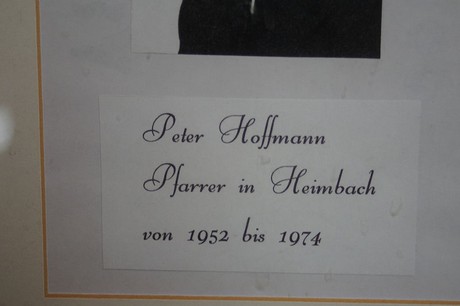 Peter Hoffmann
Pfarrer in Heimbach
von 1952 bis 1974